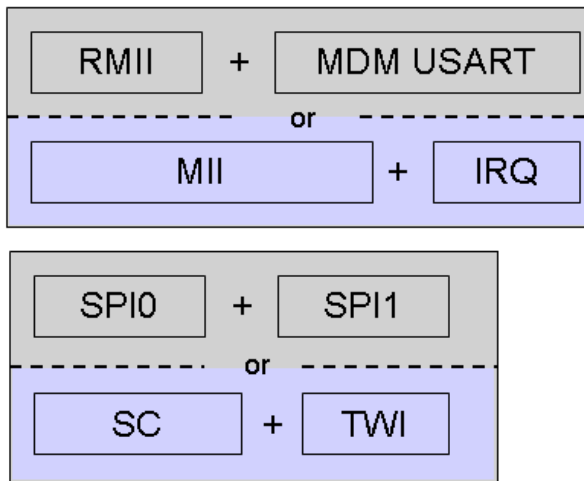 RMII + MDM USART
or
MII + IRQ
SPI0 + SPI1
or
SC + TWI